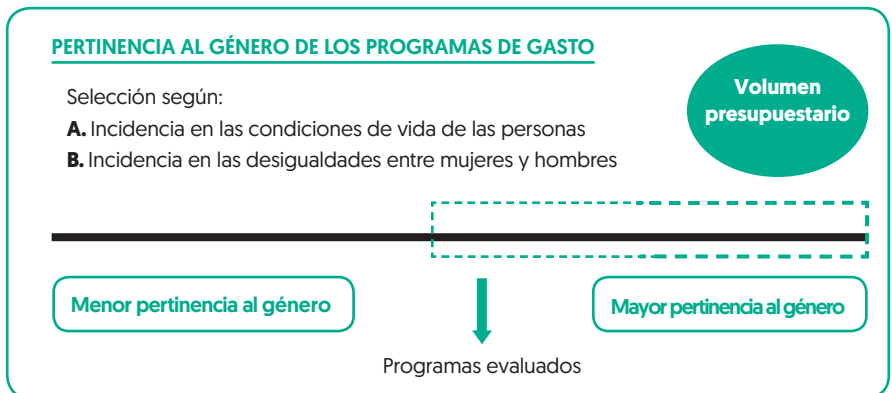 PERTINENCIA AL GÉNERO DE LOS PROGRAMAS DE GASTO
Selección según:
A. Incidencia en las condiciones de vida de las personas
B. Incidencia en las desigualdades entre mujeres y hombres
Volumen
presupuestario
Menor pertinencia al género
Mayor pertinencia al género
Programas evaluados